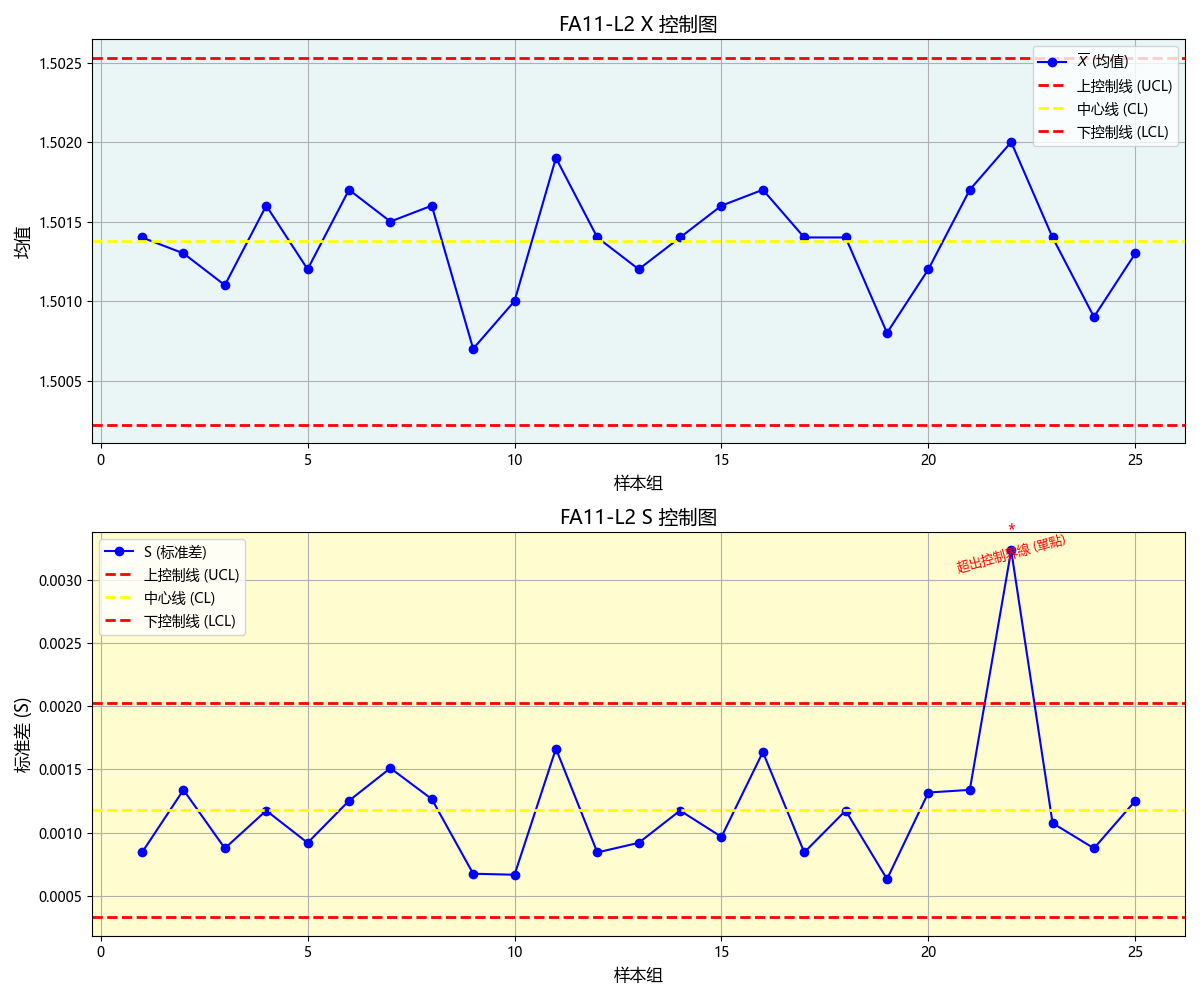 FA11-L2 X 控制图
1.5025
1.5020
1.5015
1.5010
1.5005
均值
X (均值)
上控制线 (UCL)
中心线 (CL)
下控制线 (LCL)
0 5 10 15 20 25
样本组
FA11-L2 S 控制图
*
超出控制界線 (單點)
S (标准差)
上控制线 (UCL)
中心线 (CL)
下控制线 (LCL)
0.0030
0.0025
0.0020
0.0015
0.0010
0.0005
标准差 (S)
0 5 10 15 20 25
样本组